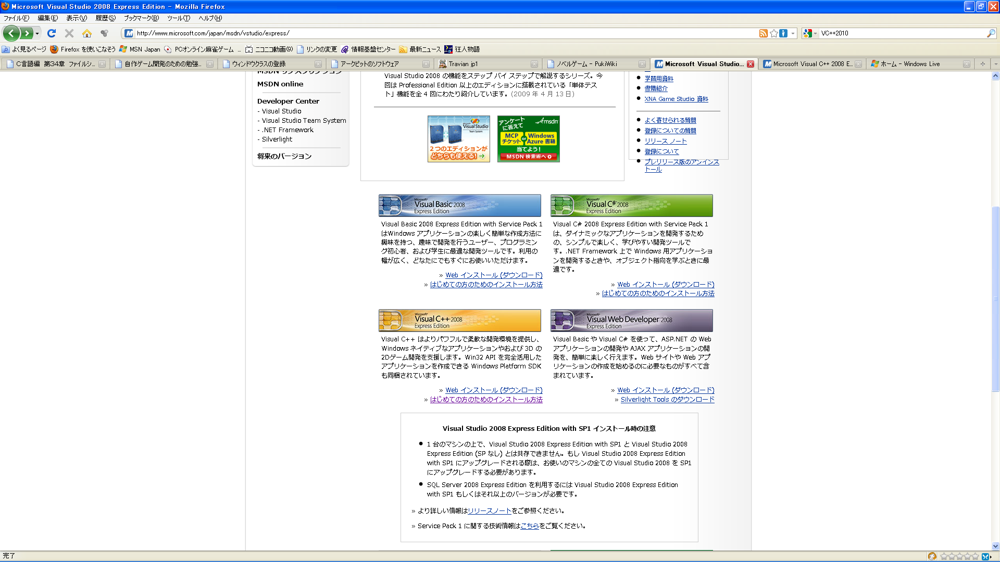 Microsoft Visual Studio 2008 Express Edition - Mozilla Firefox
ファイル(F) 編集(E) 表示(V) 履歴(S) ブックマーク(B) ツール(T) ヘルプ(H)
http://www.microsoft.com/japan/msdn/vstudio/express/
VC++2010
よく見るページ Firefox を使いこなそう MSN Japan PCオンライン麻雀ゲーム ... ニコニコ動画(9) リンクの変更 情報基盤センター 最新ニュース 狂人物語
C言語編 第34章 ファイルシ... 自作ゲーム開発のための勉強... ウィンドウクラスの登録 アークピットのソフトウェア Travian jp1 ノベルゲーム - PukiWiki Microsoft Visual Studio... Microsoft Visual C++ 2008 E... ホーム - Windows Live
MSDN サブスクリプション
MSDN online
Developer Center
- Visual Studio
- Visual Studio Team System
- .NET Framework
- Silverlight
将来のバージョン
Visual Studio 2008 の機能をステップ バイ ステップで解説するシリーズ。今
回は Professional Edition 以上のエディションに搭載されている「単体テス
ト」機能を全 4 回にわたり紹介しています。(2009 年 4 月 13 日)
Microsoft
Visual Studio
Team System
2つのエディションが
どちらも使える!
アンケート
に答えて
msdn
MCP
チケット
or
Windows
Azure 書籍
当てよう!
MSDN 検索術へ
学習用資料
書籍紹介
XNA Game Studio 資料
よく寄せられる質問
登録についての質問
リリース ノート
登録について
プレリリース版のアンインス
トール
Microsoft
Visual Basic 2008
Express Edition
Visual Basic 2008 Express Edition with Service Pack 1
はWindows アプリケーションの楽しく簡単な作成方法に
興味を持つ、趣味で開発を行うユーザー、プログラミン
グ初心者、および学生に最適な開発ツールです。利用の
幅が広く、どなたにでもすぐにお使いいただけます。
» Web インストール (ダウンロード)
» はじめての方のためのインストール方法
Microsoft
Visual C# 2008
Express Edition
Visual C# 2008 Express Edition with Service Pack 1
は、ダイナミックなアプリケーションを開発するため
の、シンプルで楽しく、学びやすい開発ツールで
す。.NET Framework 上で Windows 用アプリケーショ
ンを開発するときや、オブジェクト指向を学ぶときに最
適です。
» Web インストール (ダウンロード)
» はじめての方のためのインストール方法
Microsoft
Visual C++ 2008
Express Edition
Visual C++ はよりパワフルで柔軟な開発環境を提供し、
Windows ネイティブなアプリケーションやおよび 3D の
2Dゲーム開発を支援します。Win32 API を完全活用した
アプリケーションを作成できる Windows Platform SDK
も同梱されています。
» Web インストール (ダウンロード)
» はじめての方のためのインストール方法
Microsoft
Visual Web Developer 2008
Express Edition
Visual Basic や Visual C# を使って、ASP.NET の Web
アプリケーションの開発や AJAX アプリケーションの開
発を、簡単に楽しく行えます。Web サイトや Web アプ
リケーションの作成を始めるのに必要なものがすべて含
まれています。
» Web インストール (ダウンロード)
» Silverlight Tools のダウンロード
Visual Studio 2008 Express Edition with SP1 インストール時の注意
1 台のマシンの上で、Visual Studio 2008 Express Edition with SP1 と Visual Studio 2008
Express Edition (SP なし) とは共存できません。もし Visual Studio 2008 Express Edition
with SP1 にアップグレードされる際は、お使いのマシンの全ての Visual Studio 2008 を SP1
にアップグレードする必要があります。
SQL Server 2008 Express Edition を利用するには Visual Studio 2008 Express Edition
with SP1 もしくはそれ以上のバージョンが必要です。
» より詳しい情報はリリースノートをご参照ください。
» Service Pack 1 に関する技術情報はこちらをご覧ください。
完了